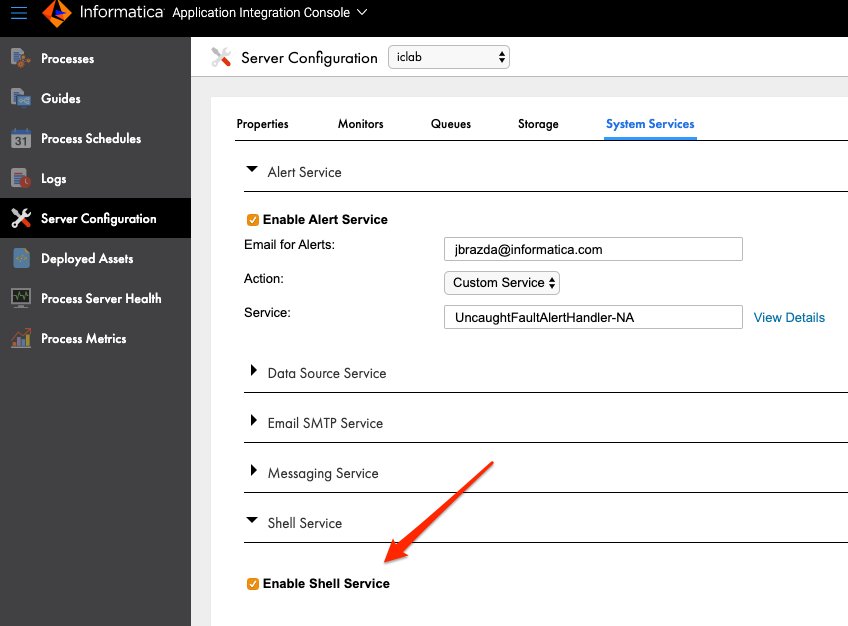 Informatica Application Integration Console
Processes
Guides
31
Process Schedules
Logs
Server Configuration
Deployed Assets
Process Server Health
Process Metrics
Server Configuration iclab
Properties Monitors Queues Storage System Services
Alert Service
Enable Alert Service
Email for Alerts: jbrazda@informatica.com
Action: Custom Service
Service: UncaughtFaultAlertHandler-NA View Details
Data Source Service
Email SMTP Service
Messaging Service
Shell Service
Enable Shell Service